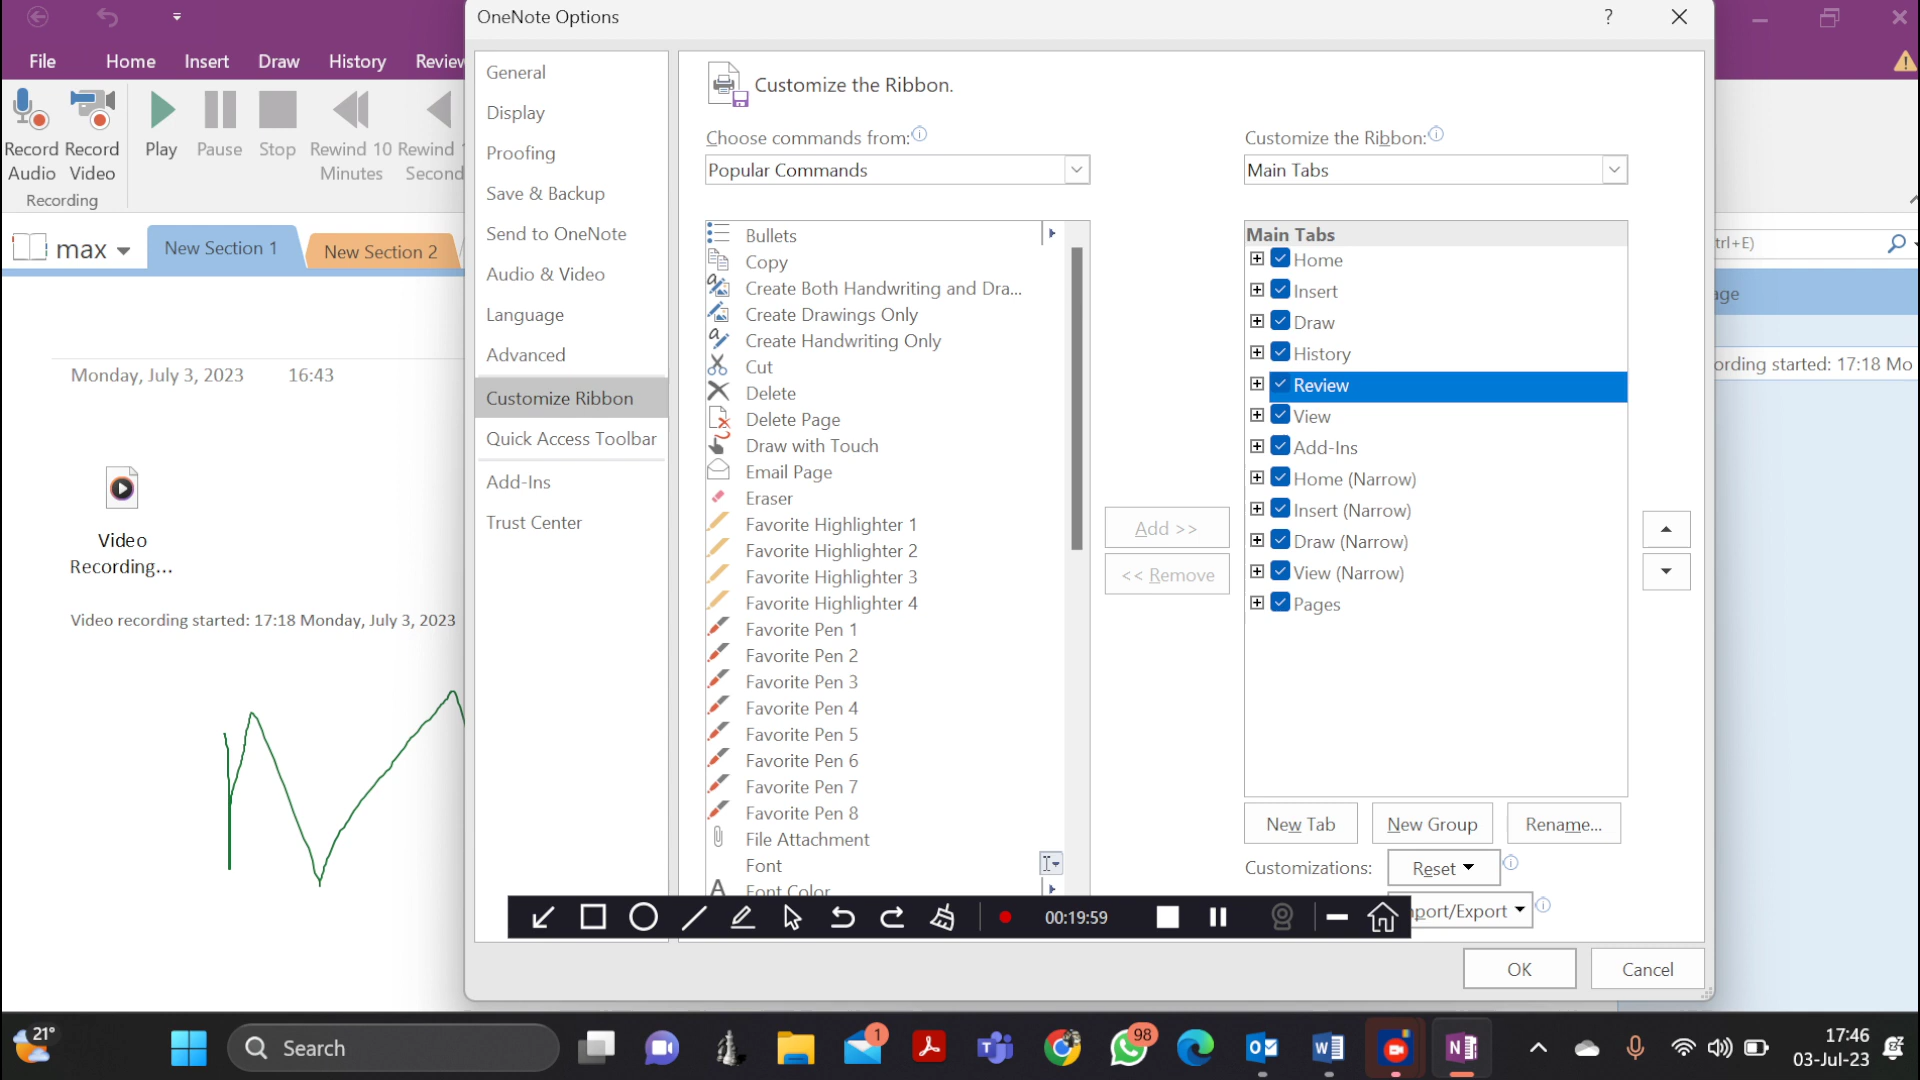 OneNote Options
?
File
Home
Insert
Draw
History
Review
Record Audio
Record Video
Play
Pause
Stop
Rewind 10 Minutes
Rewind
Second
Recording
max
New Section 1
New Section 2
trl+E)
Monday, July 3, 2023
16:43
Video
Recording...
Video recording started: 17:18 Monday, July 3, 2023
ording started: 17:18 Mo
General
Display
Proofing
Save & Backup
Send to OneNote
Audio & Video
Language
Advanced
Customize Ribbon
Quick Access Toolbar
Add-Ins
Trust Center
Customize the Ribbon.
Choose commands from:
Popular Commands
Bullets
Copy
Create Both Handwriting and Dra...
Create Drawings Only
Create Handwriting Only
Cut
Delete
Delete Page
Draw with Touch
Email Page
Eraser
Favorite Highlighter 1
Favorite Highlighter 2
Favorite Highlighter 3
Favorite Highlighter 4
Favorite Pen 1
Favorite Pen 2
Favorite Pen 3
Favorite Pen 4
Favorite Pen 5
Favorite Pen 6
Favorite Pen 7
Favorite Pen 8
File Attachment
Font
Font Color
Add >>
<< Remove
Customize the Ribbon:
Main Tabs
Main Tabs
Home
Insert
Draw
History
Review
View
Add-Ins
Home (Narrow)
Insert (Narrow)
Draw (Narrow)
View (Narrow)
Pages
New Tab
New Group
Rename...
Customizations:
Reset
port/Export
00:19:59
OK
Cancel
21°
Search
1
98
17:46
03-Jul-23